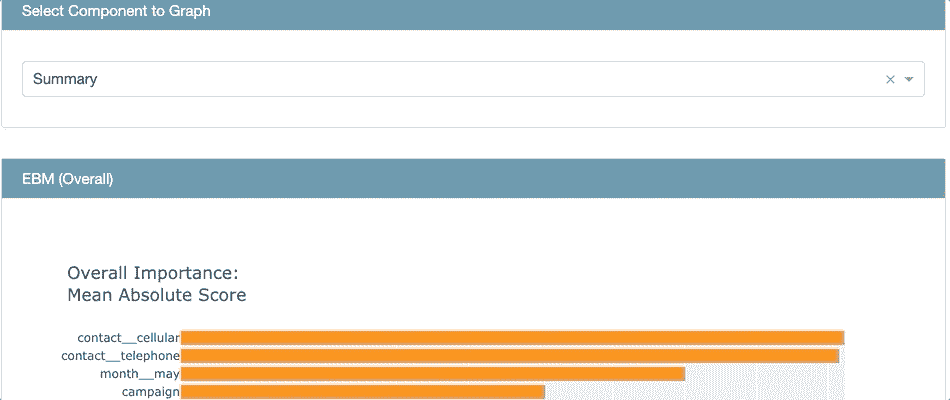 Select Component to Graph
Summary
EBM (Overall)
Overall Importance:
Mean Absolute Score
contact__cellular
contact__telephone
month__may
campaign